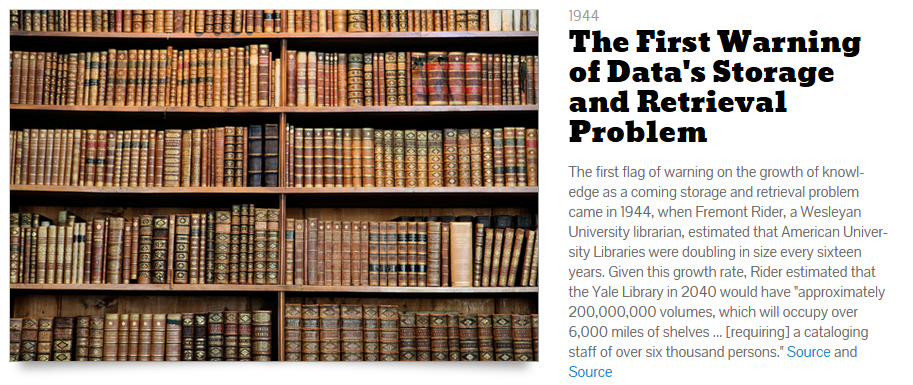 1944
The First Warning
of Data's Storage
and Retrieval
Problem
The first flag of warning on the growth of knowl-
edge as a coming storage and retrieval problem
came in 1944, when Fremont Rider, a Wesleyan
University librarian, estimated that American Univer-
sity Libraries were doubling in size every sixteen
years. Given this growth rate, Rider estimated that
the Yale Library in 2040 would have "approximately
200,000,000 volumes, which will occupy over
6,000 miles of shelves ... [requiring] a cataloging
staff of over six thousand persons." Source and
Source